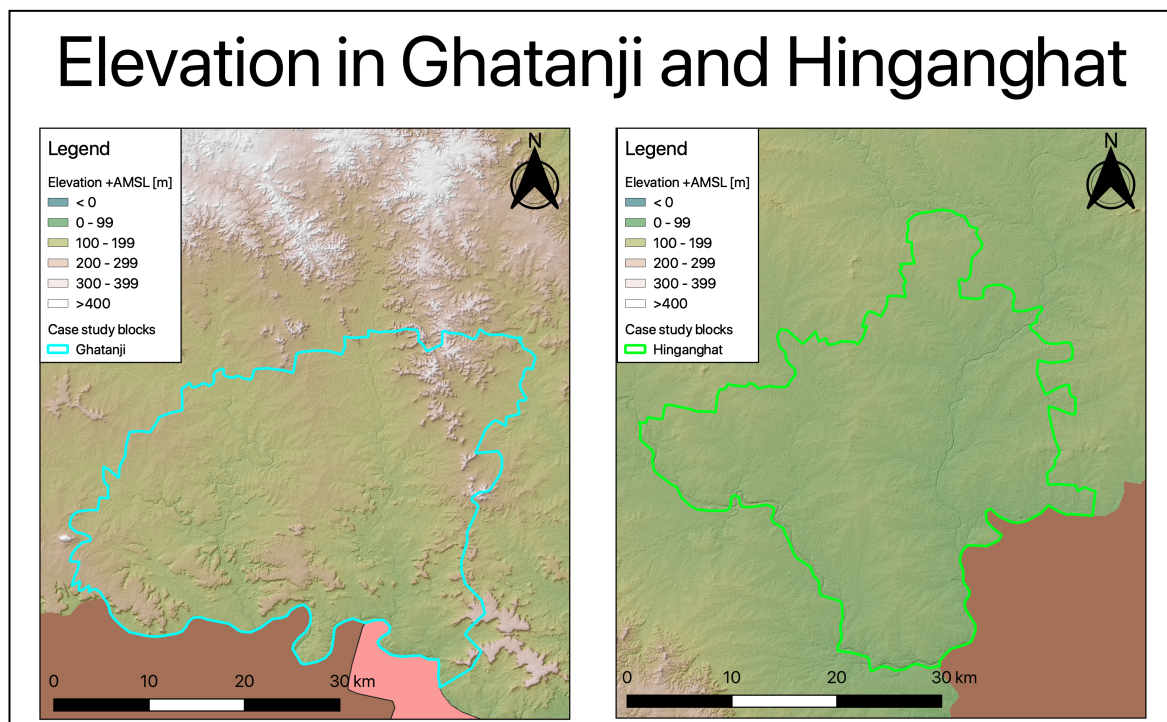 Elevation in Ghatanji and Hinganghat
Legend
Elevation +AMSL [m]
< 0
0 - 99
100 - 199
200 - 299
300 - 399
>400
Case study blocks
Ghatanji
N
0 10 20 30 km
Legend
Elevation +AMSL [m]
< 0
0 - 99
100 - 199
200 - 299
300 - 399
>400
Case study blocks
Hinganghat
N
0 10 20 30 km